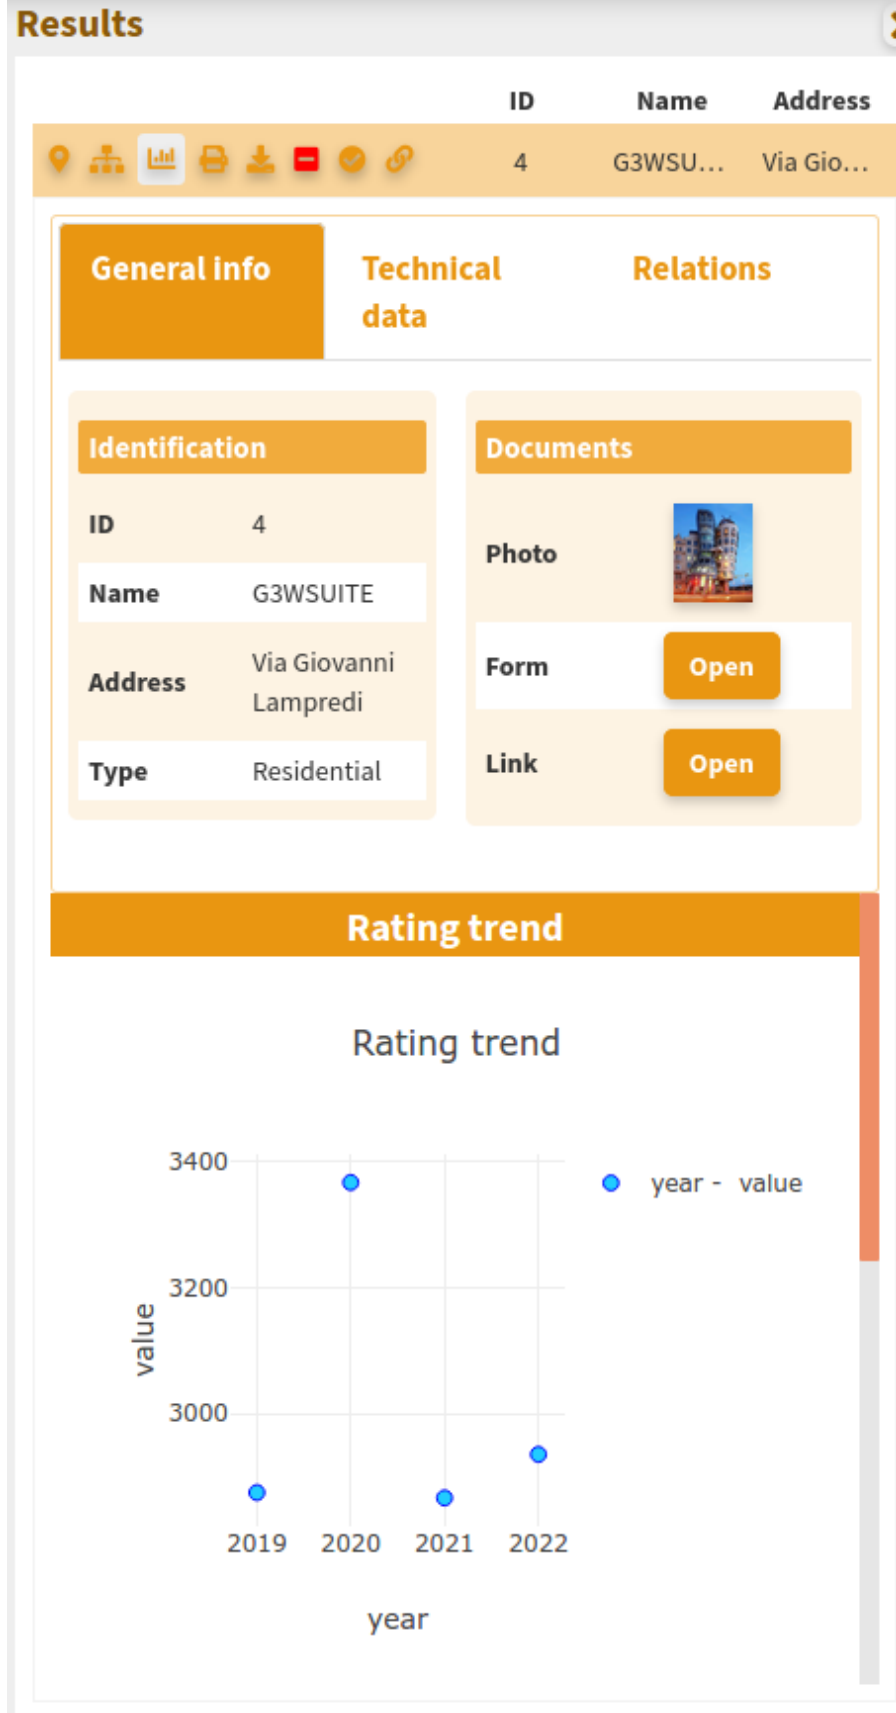 Results
ID Name Address
4 G3WSU... Via Gio...
General info Technical data Relations
Identification
ID 4
Name G3WSUITE
Address Via Giovanni Lampredi
Type Residential
Documents
Photo
Form Open
Link Open
Rating trend
Rating trend
3400
3200
3000
value
year - value
2019 2020 2021 2022
year